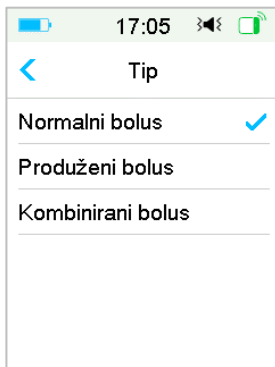 17:05
Tip
Normalni bolus
Produženi bolus
Kombinirani bolus